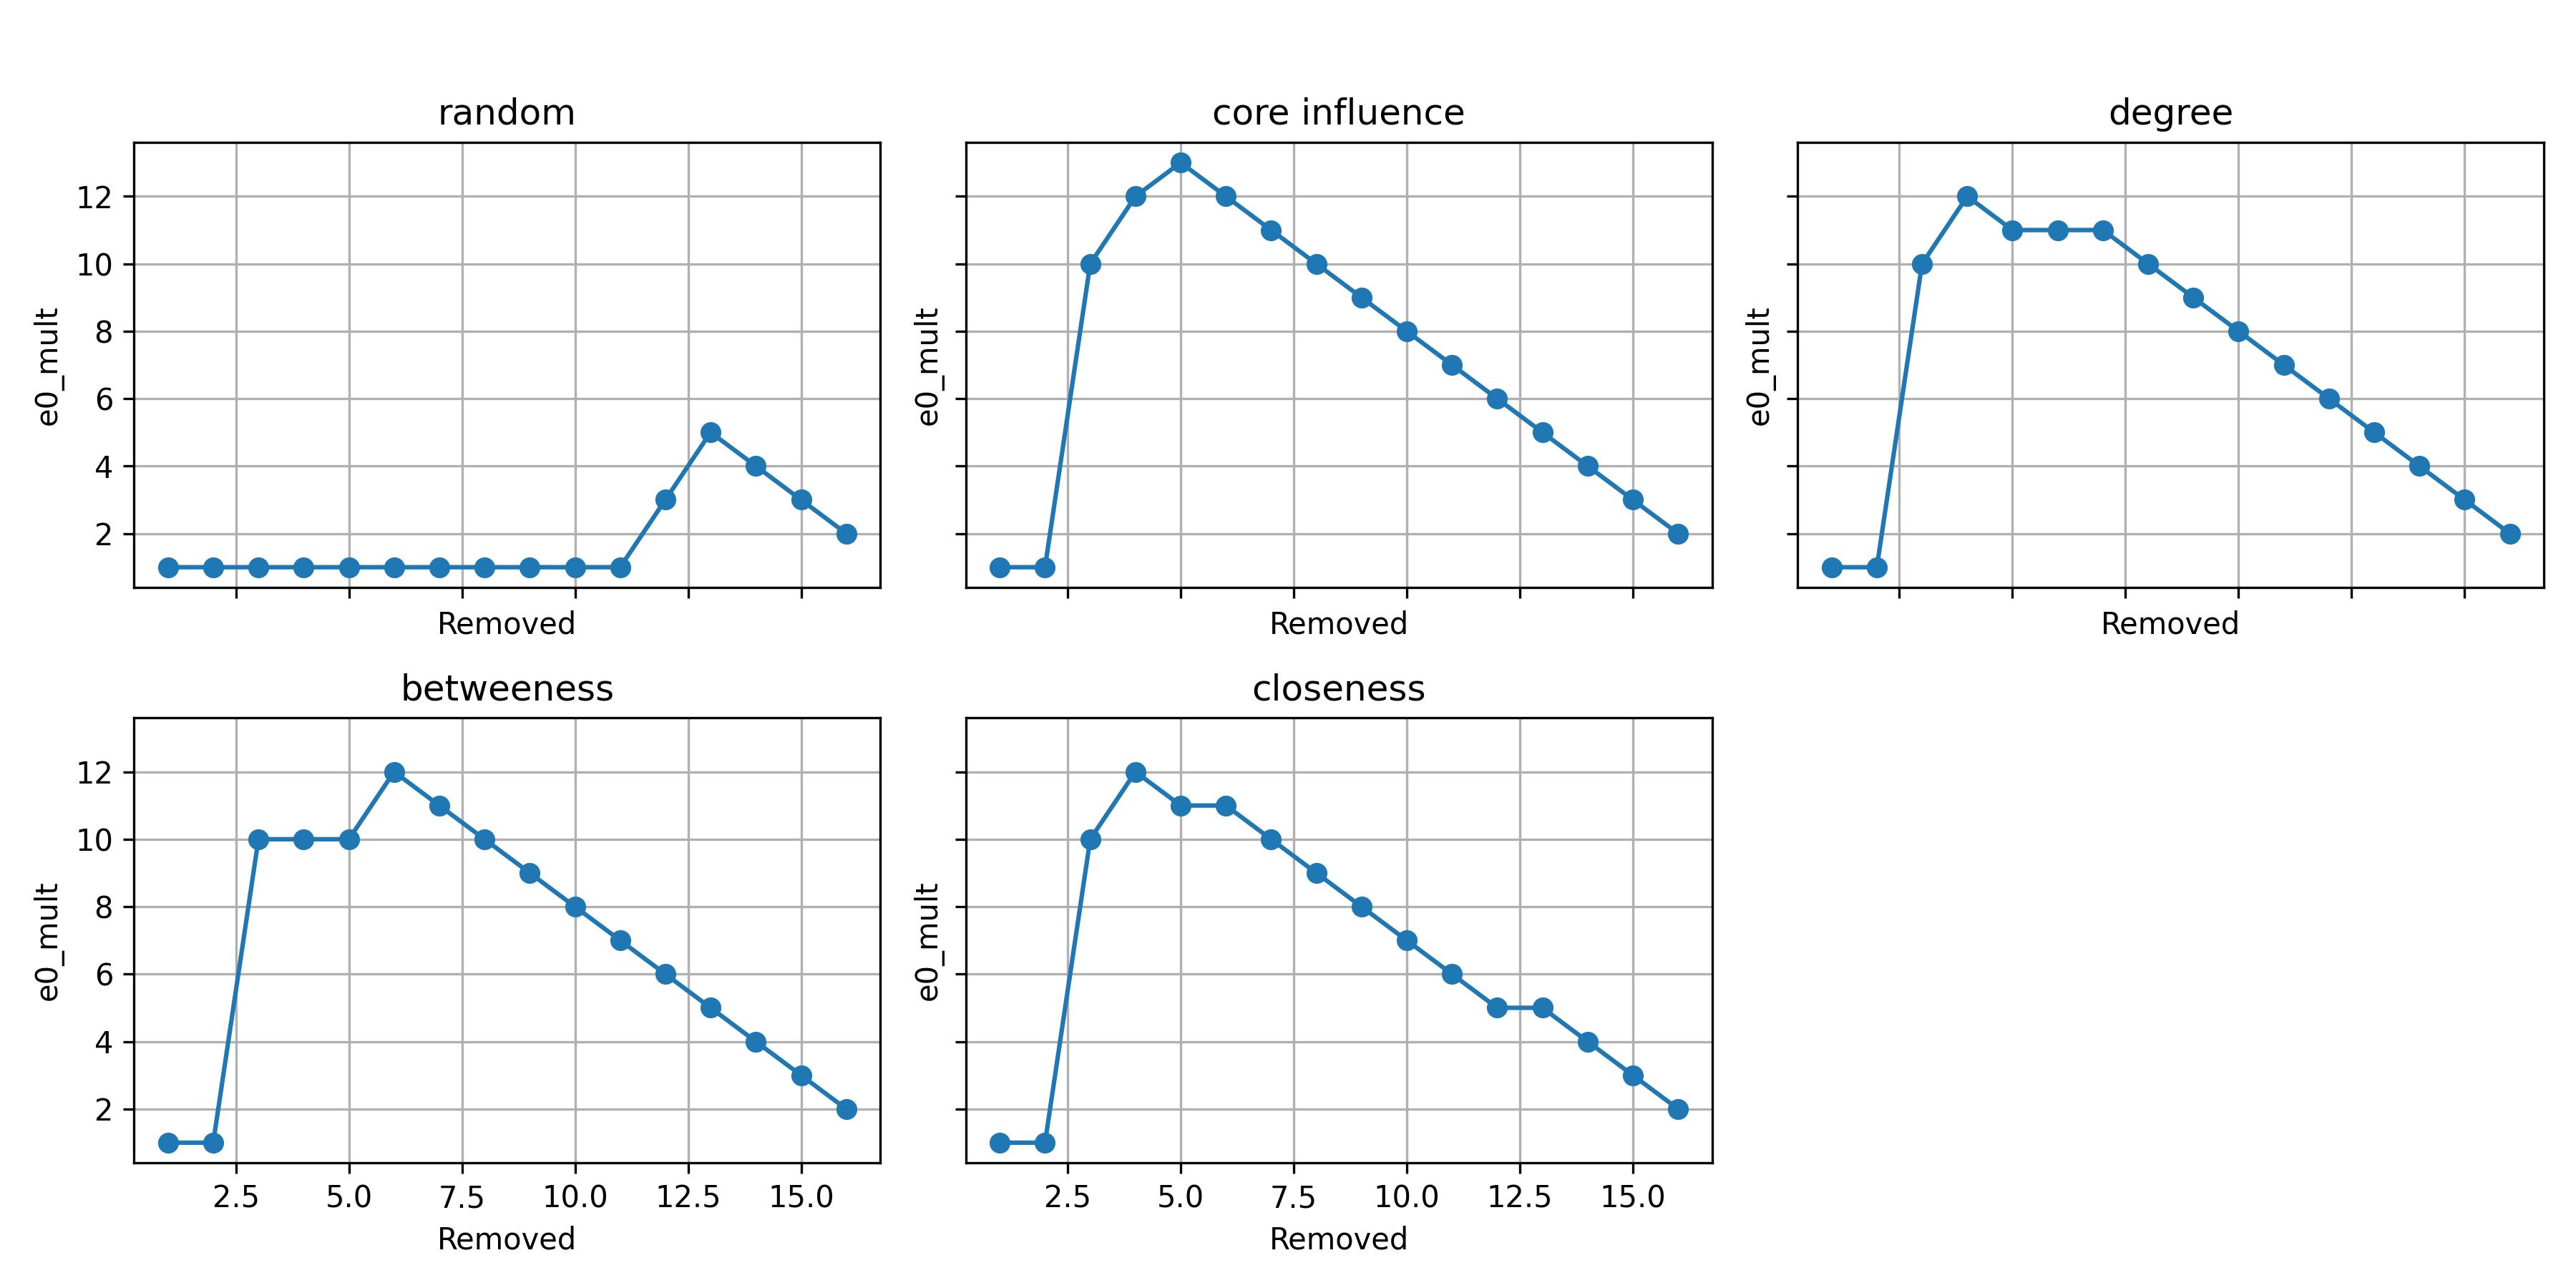 random
core influence
degree
12
10
8
6
4
2
e0_mult
e0_mult
e0_mult
Removed
Removed
Removed
betweeness
closeness
12
10
8
6
4
2
e0_mult
e0_mult
2.5 5.0 7.5 10.0 12.5 15.0
2.5 5.0 7.5 10.0 12.5 15.0
Removed
Removed